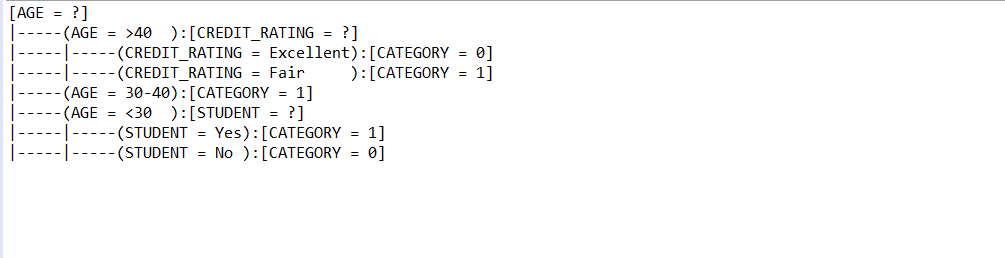 [AGE = ?]
|-----(AGE = >40  ):[CREDIT_RATING = ?]
|-----|-----(CREDIT_RATING = Excellent):[CATEGORY = 0]
|-----|-----(CREDIT_RATING = Fair     ):[CATEGORY = 1]
|-----(AGE = 30-40):[CATEGORY = 1]
|-----(AGE = <30  ):[STUDENT = ?]
|-----|-----(STUDENT = Yes):[CATEGORY = 1]
|-----|-----(STUDENT = No ):[CATEGORY = 0]